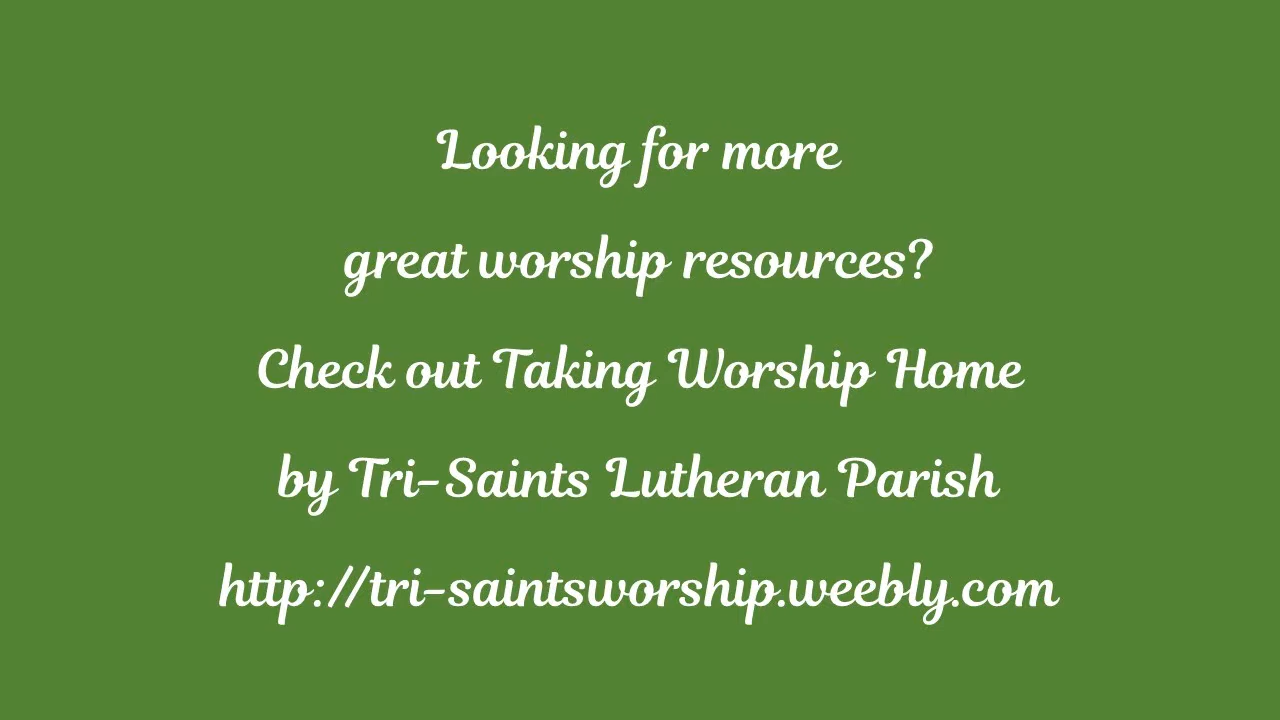 Looking for more
great worship resources?
Check out Taking Worship Home
by Tri-Saints Lutheran Parish
http://tri-saintsworship.weebly.com